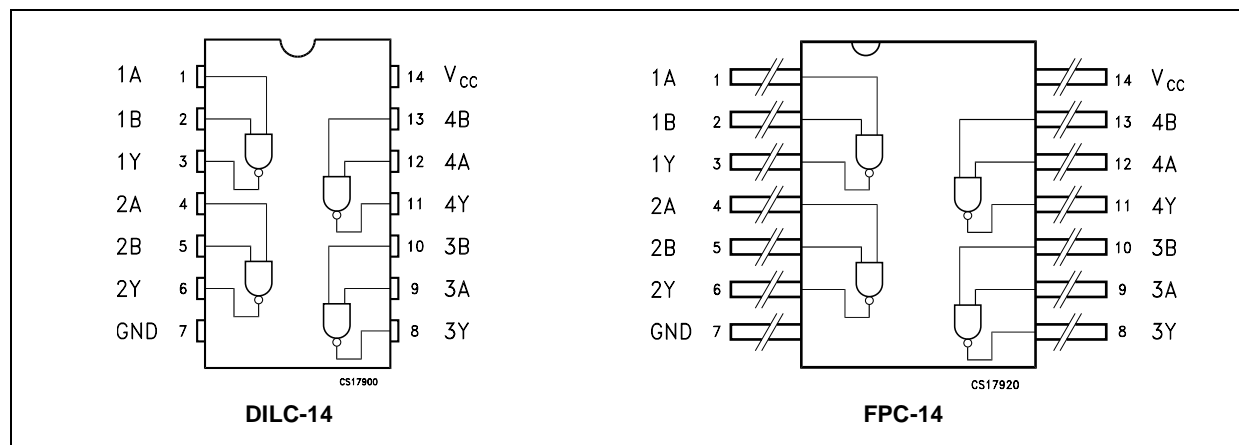 1A 1 14 VCC
1B 2 13 4B
1Y 3 12 4A
2A 4 11 4Y
2B 5 10 3B
2Y 6 9 3A
GND 7 8 3Y
CS17900
DILC-14
1A 1 14 VCC
1B 2 13 4B
1Y 3 12 4A
2A 4 11 4Y
2B 5 10 3B
2Y 6 9 3A
GND 7 8 3Y
CS17920
FPC-14